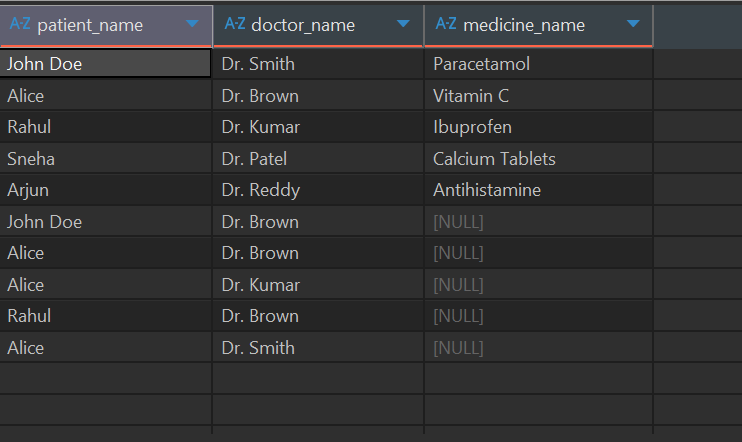 A-Z patient_name A-Z doctor_name A-Z medicine_name
John Doe Dr. Smith Paracetamol
Alice Dr. Brown Vitamin C
Rahul Dr. Kumar Ibuprofen
Sneha Dr. Patel Calcium Tablets
Arjun Dr. Reddy Antihistamine
John Doe Dr. Brown [NULL]
Alice Dr. Brown [NULL]
Alice Dr. Kumar [NULL]
Rahul Dr. Brown [NULL]
Alice Dr. Smith [NULL]